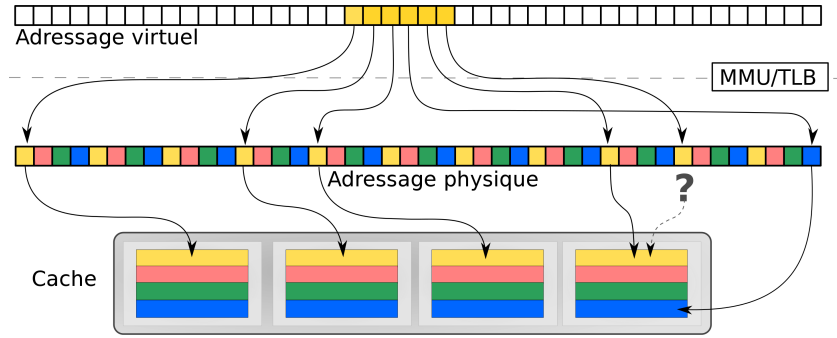 Adressage virtuel
MMU/TLB
Adressage physique
?
Cache